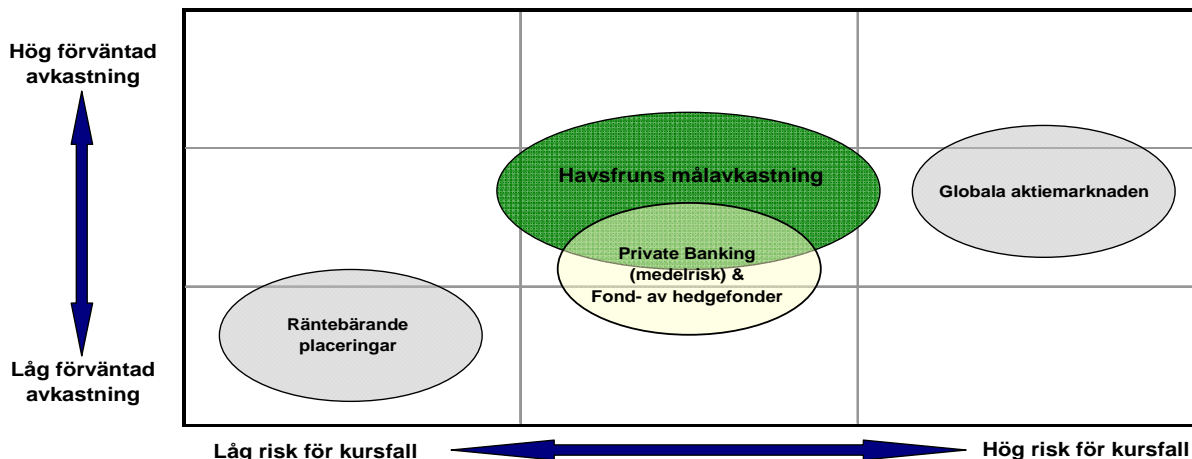 Hög förväntad
avkastning
Havsfruns målavkastning
Globala aktiemarknaden
Private Banking
(medelrisk) &
Fond- av hedgefonder
Räntebärande
placeringar
Låg förväntad
avkastning
Låg risk för kursfall
Hög risk för kursfall